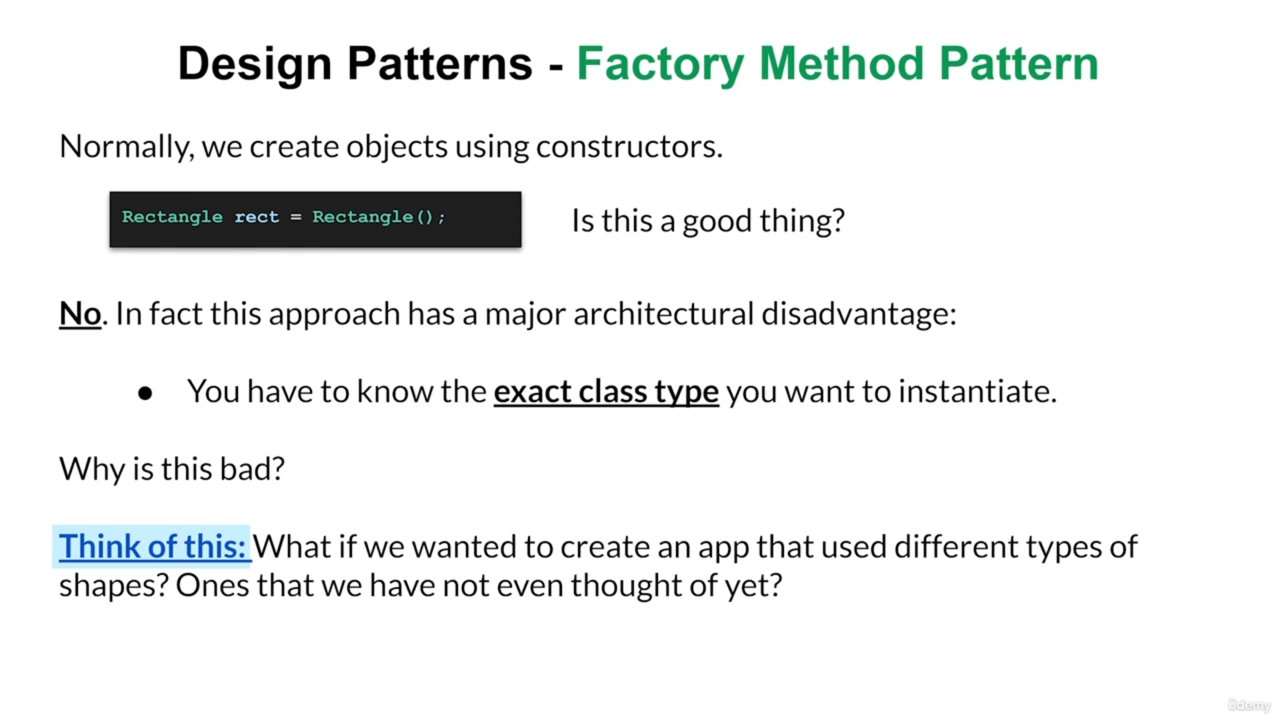 Design Patterns - Factory Method Pattern
Normally, we create objects using constructors.
Rectangle rect = Rectangle();
Is this a good thing?
No. In fact this approach has a major architectural disadvantage:
● You have to know the exact class type you want to instantiate.
Why is this bad?
Think of this: What if we wanted to create an app that used different types of
shapes? Ones that we have not even thought of yet?
ûdemy